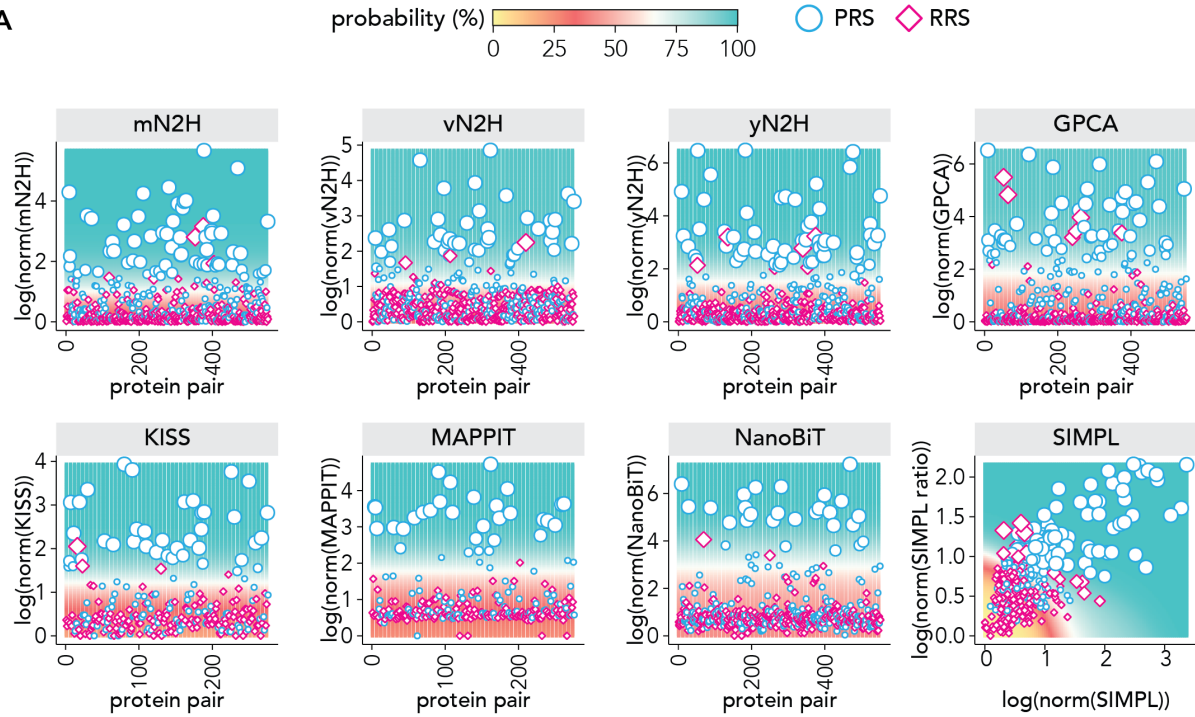 A
probability (%)
0 25 50 75 100
PRS RRS
mN2H
log(norm(mN2H))
0 2 4
0 200 400
protein pair
vN2H
log(norm(vN2H))
0 1 2 3 4 5
0 200 400
protein pair
yN2H
log(norm(yN2H))
0 2 4 6
0 200 400
protein pair
GPCA
log(norm(GPCA))
0 2 4 6
0 200 400
protein pair
KISS
log(norm(KISS))
0 1 2 3 4
0 100 200
protein pair
MAPPIT
log(norm(MAPPIT))
0 1 2 3 4
0 100 200
protein pair
NanoBiT
log(norm(NanoBiT))
0 2 4 6
0 200 400
protein pair
SIMPL
log(norm(SIMPL ratio))
0.0 0.5 1.0 1.5 2.0
0 1 2 3
log(norm(SIMPL))